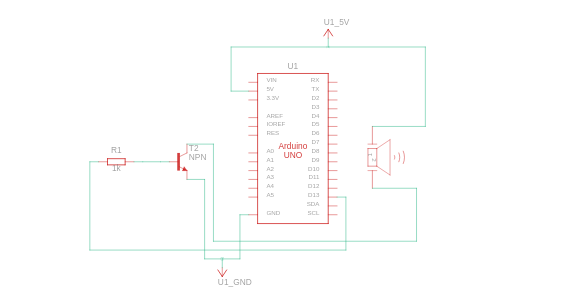 U1_5V
U1
VIN
5V
3.3V
AREF
IOREF
RES
A0
A1
A2
A3
A4
A5
GND
Arduino
UNO
RX
TX
D2
D3
D4
D5
D6
D7
D8
D9
D10
D11
D12
D13
SDA
SCL
R1
1k
T2
NPN
U1_GND